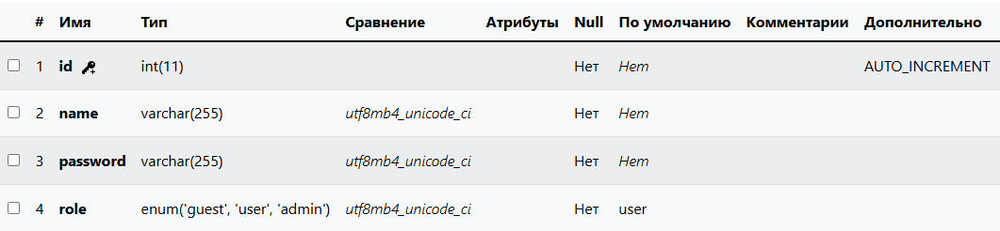 # Имя Тип Сравнение Атрибуты Null По умолчанию Комментарии Дополнительно
1 id int(11) Нет Нет AUTO_INCREMENT
2 name varchar(255) utf8mb4_unicode_ci Нет Нет
3 password varchar(255) utf8mb4_unicode_ci Нет Нет
4 role enum('guest', 'user', 'admin') utf8mb4_unicode_ci Нет user